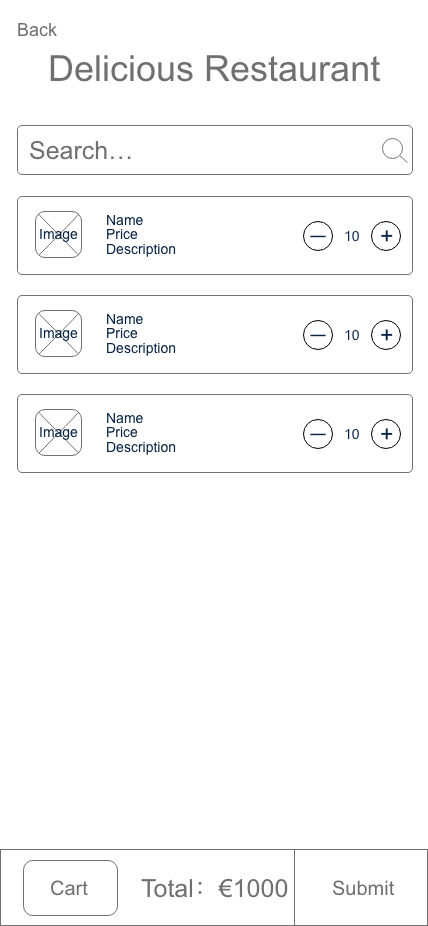 Back
Delicious Restaurant
Search...
Image
Name
Price
Description
— 10 +
Image
Name
Price
Description
— 10 +
Image
Name
Price
Description
— 10 +
Cart
Total: €1000
Submit